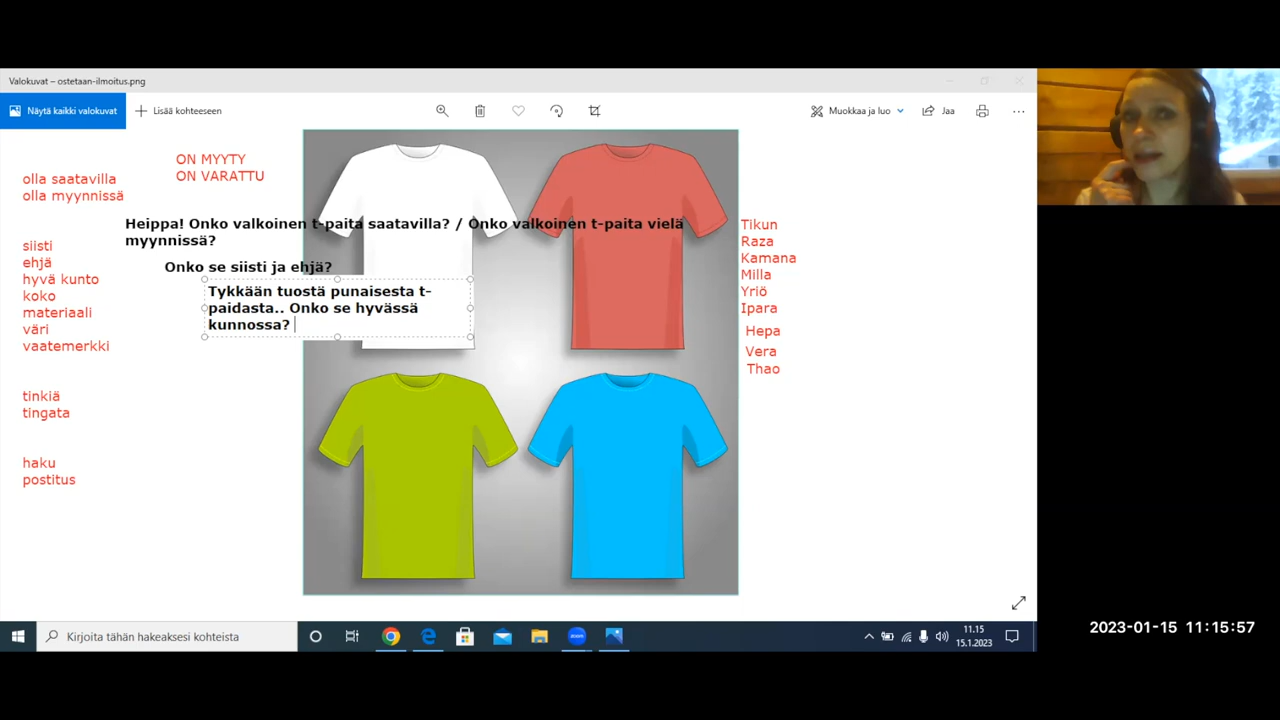 Valokuvat – ostetaan-ilmoitus.png
Näytä kaikki valokuvat
Lisää kohteeseen
Muokkaa ja luo
Jaa
ON MYYTY
ON VARATTU
olla saatavilla
olla myynnissä
Heippa! Onko valkoinen t-paita saatavilla? / Onko valkoinen t-paita vielä
myynnissä?
Onko se siisti ja ehjä?
Tykkään tuostä punaisesta t-
paidasta.. Onko se hyvässä
kunnossa?
siisti
ehjä
hyvä kunto
koko
materiaali
väri
vaatemerkki
tinkiä
tingata
haku
postitus
Tikun
Raza
Kamana
Milla
Yriö
Ipara
Hepa
Vera
Thao
Kirjoita tähän hakeaksesi kohteista
zoom
11.15
15.1.2023
2023-01-15 11:15:57